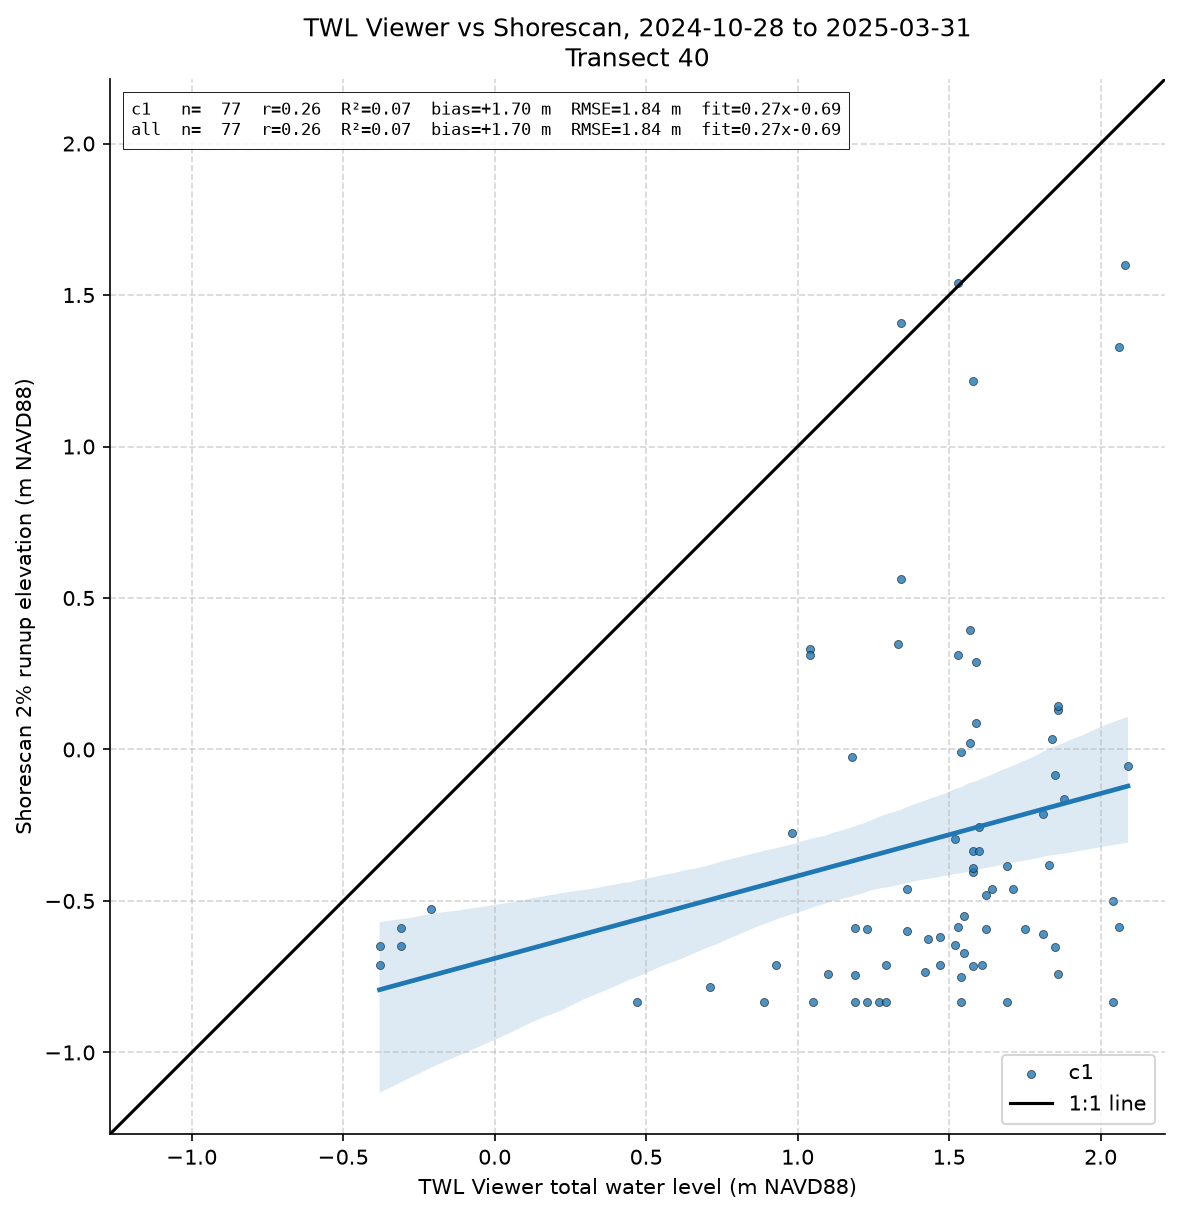 TWL Viewer vs Shorescan, 2024-10-28 to 2025-03-31
Transect 40
c1 n= 77 r=0.26 R²=0.07 bias=+1.70 m RMSE=1.84 m fit=0.27x-0.69
all n= 77 r=0.26 R²=0.07 bias=+1.70 m RMSE=1.84 m fit=0.27x-0.69
2.0
1.5
1.0
0.5
0.0
−0.5
−1.0
Shorescan 2% runup elevation (m NAVD88)
c1
1:1 line
−1.0 −0.5 0.0 0.5 1.0 1.5 2.0
TWL Viewer total water level (m NAVD88)